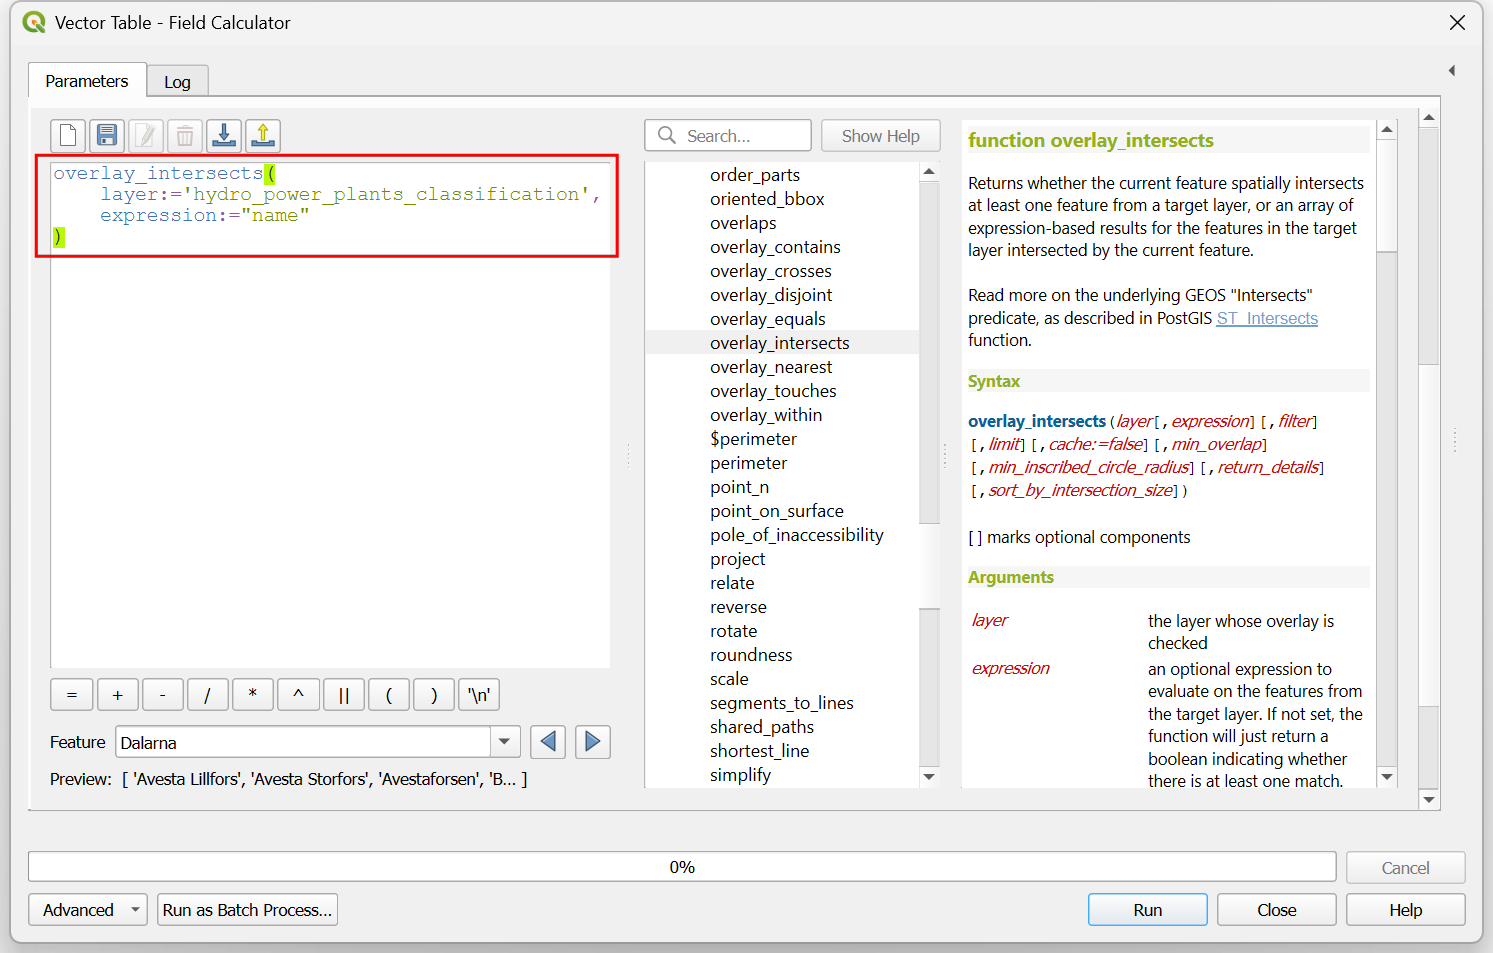 Vector Table - Field Calculator
Parameters
Log
Search...
Show Help
overlay_intersects(
    layer:='hydro_power_plants_classification',
    expression:="name"
)
=
+
-
/
*
^
||
(
)
'\n'
Feature
Dalarna
Preview: [ 'Avesta Lillfors', 'Avesta Storfors', 'Avestaforsen', 'B... ]
order_parts
oriented_bbox
overlaps
overlay_contains
overlay_crosses
overlay_disjoint
overlay_equals
overlay_intersects
overlay_nearest
overlay_touches
overlay_within
$perimeter
perimeter
point_n
point_on_surface
pole_of_inaccessibility
project
relate
reverse
rotate
roundness
scale
segments_to_lines
shared_paths
shortest_line
simplify
function overlay_intersects
Returns whether the current feature spatially intersects
at least one feature from a target layer, or an array of
expression-based results for the features in the target
layer intersected by the current feature.
Read more on the underlying GEOS "Intersects"
predicate, as described in PostGIS ST_Intersects
function.
Syntax
overlay_intersects(layer[,expression][,filter]
[,limit][,cache:=false][,min_overlap]
[,min_inscribed_circle_radius][,return_details]
[,sort_by_intersection_size])
[ ] marks optional components
Arguments
layer
the layer whose overlay is
checked
expression
an optional expression to
evaluate on the features from
the target layer. If not set, the
function will just return a
boolean indicating whether
there is at least one match.
0%
Cancel
Advanced
Run as Batch Process...
Run
Close
Help